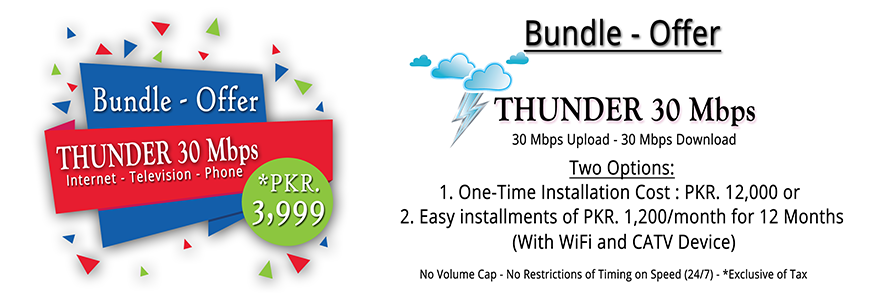 Bundle - Offer
THUNDER 30 Mbps
Internet - Television - Phone
*PKR.
3,999
Bundle - Offer
THUNDER 30 Mbps
30 Mbps Upload - 30 Mbps Download
Two Options:
1. One-Time Installation Cost : PKR. 12,000 or
2. Easy installments of PKR. 1,200/month for 12 Months
(With WiFi and CATV Device)
No Volume Cap - No Restrictions of Timing on Speed (24/7) - *Exclusive of Tax